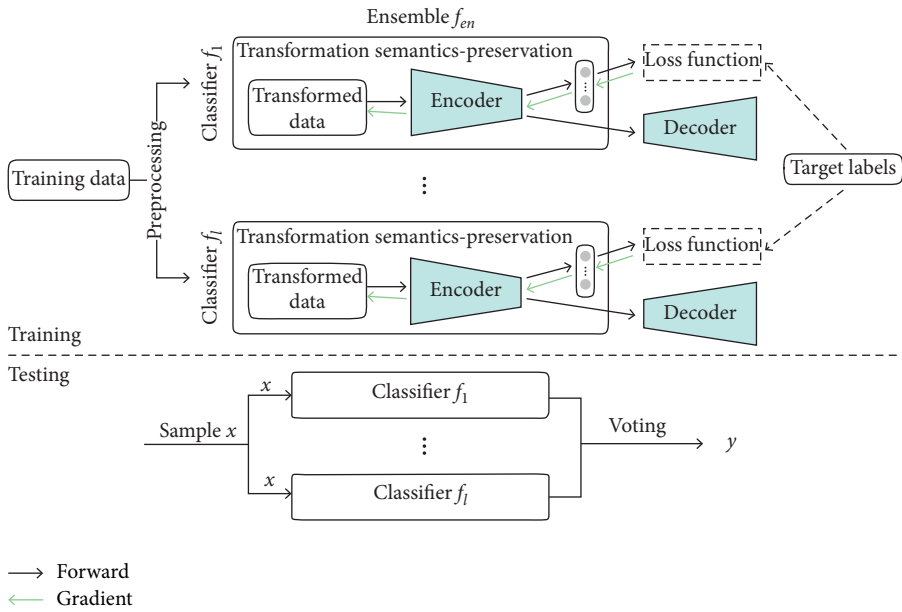 Ensemble f_en
Classifier f_1
Transformation semantics-preservation
Transformed
data
Encoder
...
Loss function
Decoder
Training data
Preprocessing
Target labels
...
Classifier f_l
Transformation semantics-preservation
Transformed
data
Encoder
...
Loss function
Decoder
Training
Testing
x
Classifier f_1
Sample x
...
Voting
y
x
Classifier f_l
Forward
Gradient